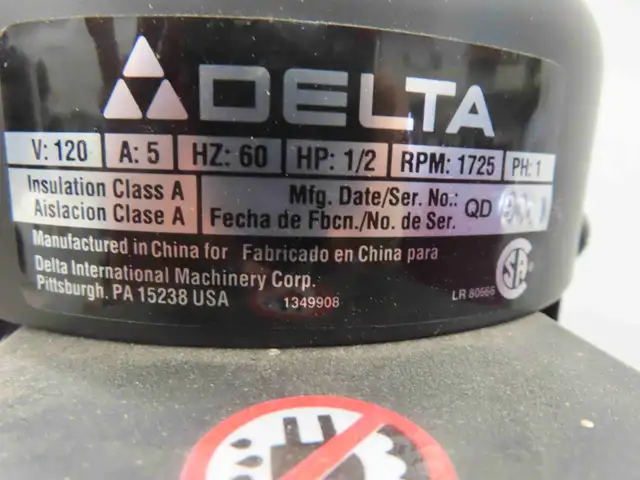 DELTA
V: 120 A: 5 HZ: 60 HP: 1/2 RPM: 1725 PH: 1
Insulation Class A
Aislacion Clase A
Mfg. Date/Ser. No.: QD
Fecha de Fbcn./No. de Ser.
Manufactured in China for Fabricado en China para
Delta International Machinery Corp.
Pittsburgh. PA 15238 USA 1349908
LR 80666
SA